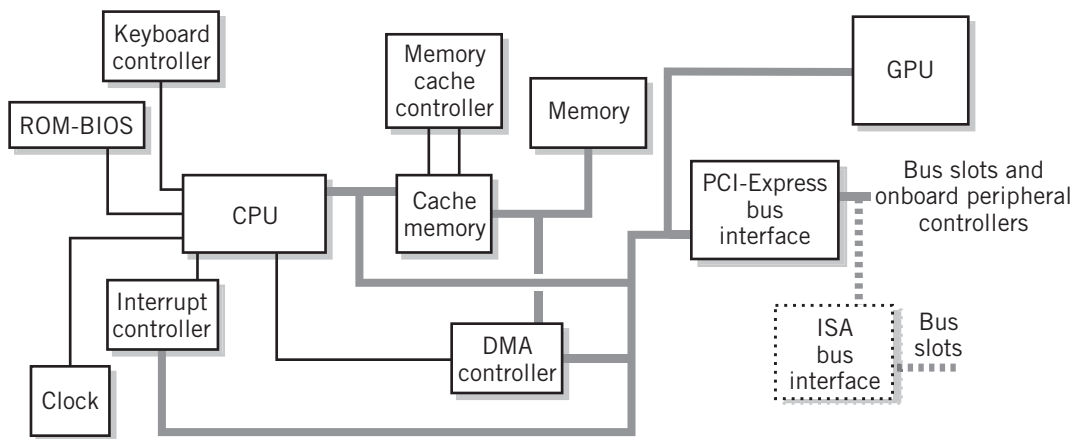 Keyboard
controller
ROM-BIOS
Memory
cache
controller
Memory
GPU
CPU
Cache
memory
PCI-Express
bus
interface
Bus slots and
onboard peripheral
controllers
Interrupt
controller
DMA
controller
ISA
bus
interface
Bus
slots
Clock